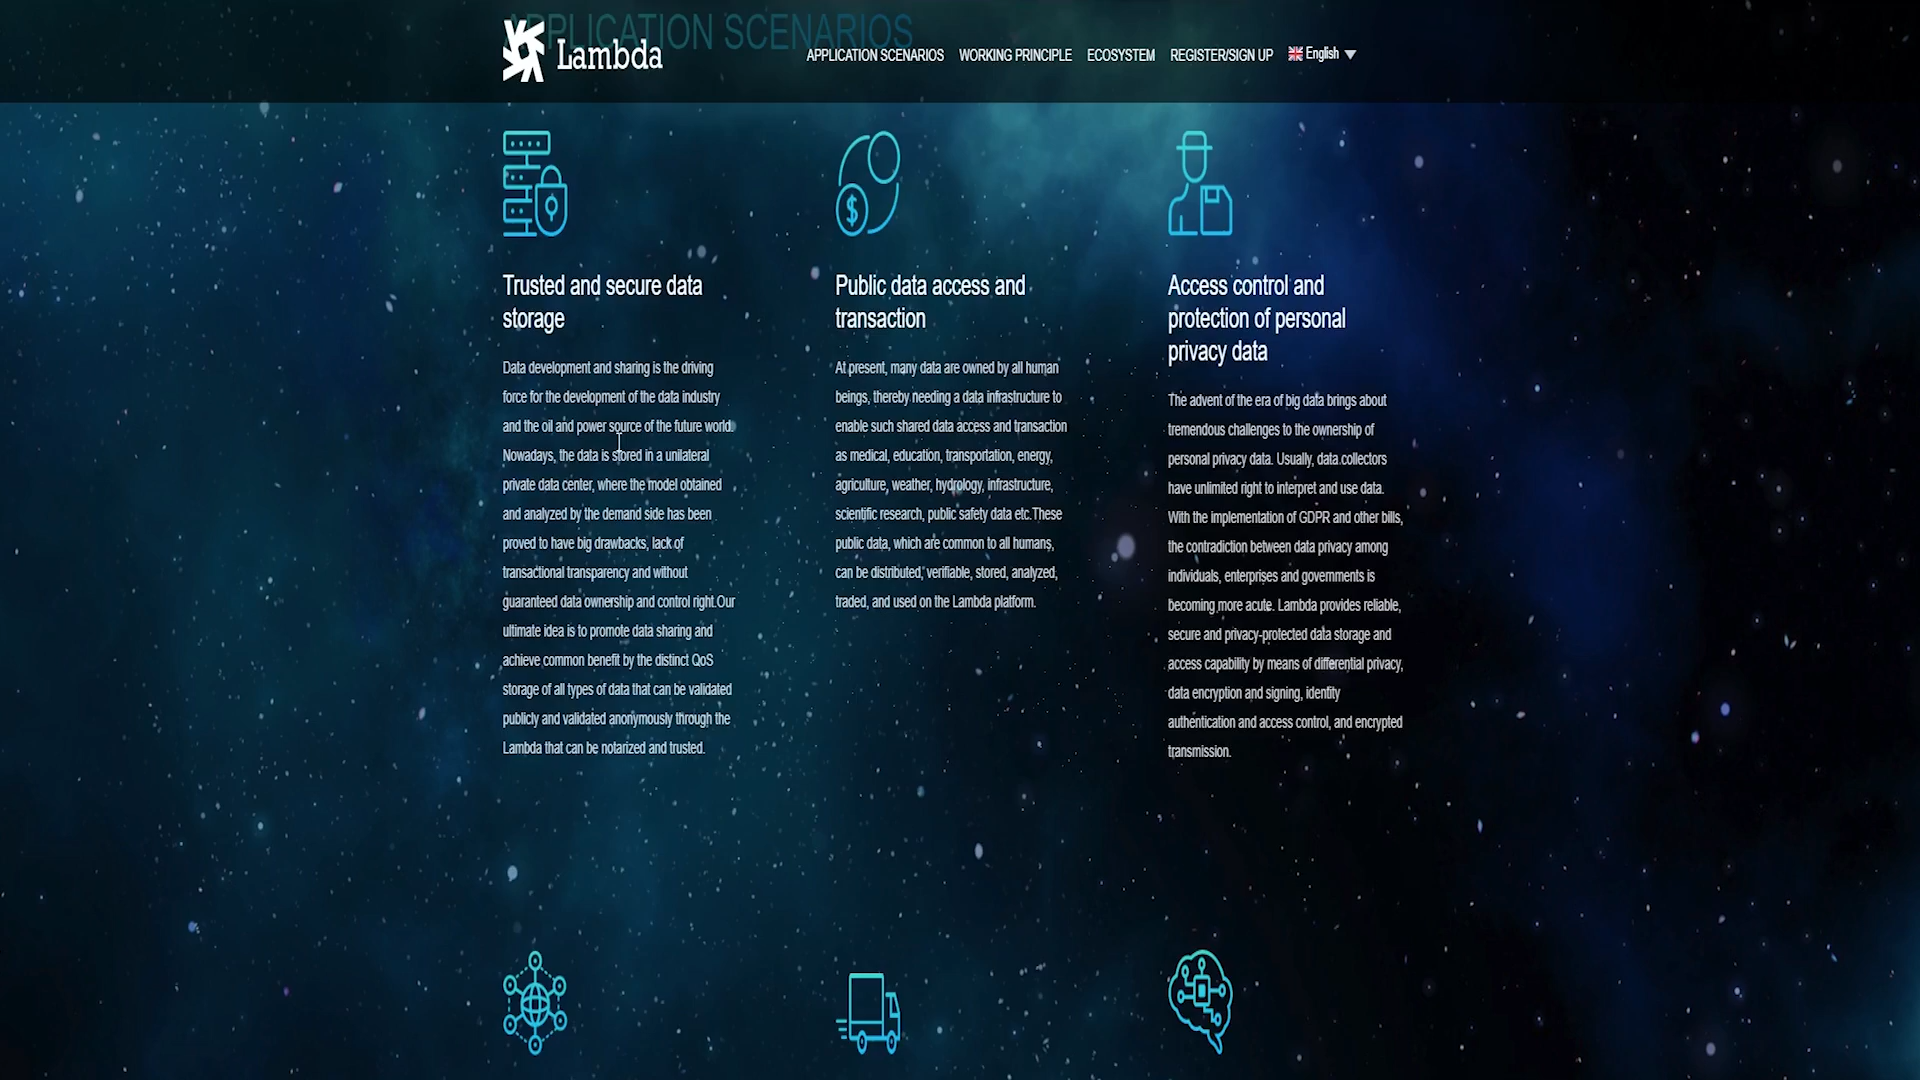 APPLICATION SCENARIOS
Lambda
APPLICATION SCENARIOS WORKING PRINCIPLE ECOSYSTEM REGISTER/SIGN UP English
Trusted and secure data
storage
Data development and sharing is the driving
force for the development of the data industry
and the oil and power source of the future world.
Nowadays, the data is stored in a unilateral
private data center, where the model obtained
and analyzed by the demand side has been
proved to have big drawbacks, lack of
transactional transparency and without
guaranteed data ownership and control right.Our
ultimate idea is to promote data sharing and
achieve common benefit by the distinct QoS
storage of all types of data that can be validated
publicly and validated anonymously through the
Lambda that can be notarized and trusted.
$
Public data access and
transaction
At present, many data are owned by all human
beings, thereby needing a data infrastructure to
enable such shared data access and transaction
as medical, education, transportation, energy,
agriculture, weather, hydrology, infrastructure,
scientific research, public safety data etc.These
public data, which are common to all humans,
can be distributed, verifiable, stored, analyzed,
traded, and used on the Lambda platform.
Access control and
protection of personal
privacy data
The advent of the era of big data brings about
tremendous challenges to the ownership of
personal privacy data. Usually, data collectors
have unlimited right to interpret and use data.
With the implementation of GDPR and other bills,
the contradiction between data privacy among
individuals, enterprises and governments is
becoming more acute. Lambda provides reliable,
secure and privacy-protected data storage and
access capability by means of differential privacy,
data encryption and signing, identity
authentication and access control, and encrypted
transmission.